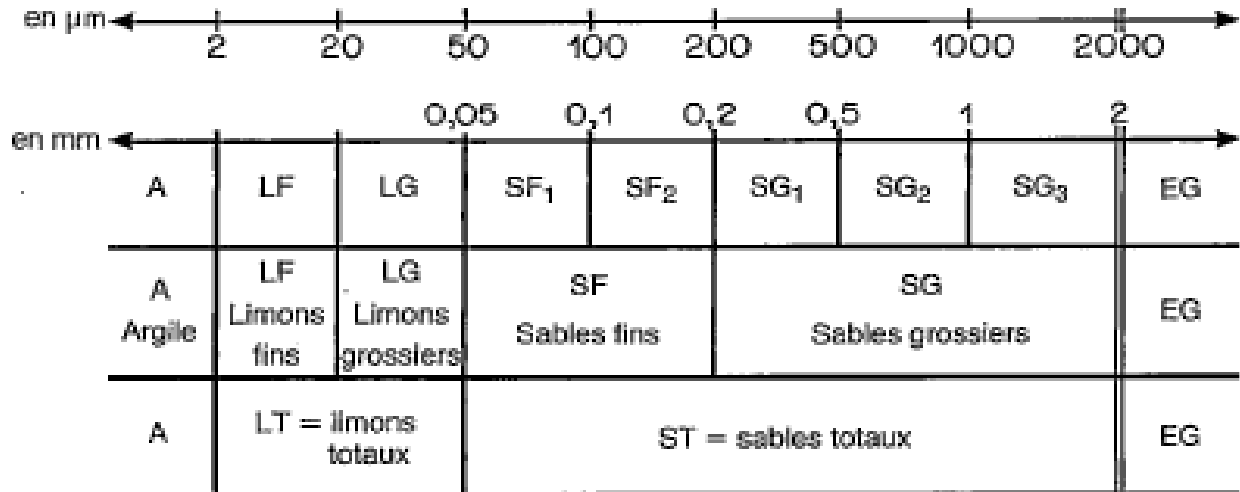 en µm
2 20 50 100 200 500 1000 2000
0,05 0,1 0,2 0,5 1 2
en mm
A LF LG SF1 SF2 SG1 SG2 SG3 EG
A
Argile
LF
Limons
fins
LG
Limons
grossiers
SF
Sables fins
SG
Sables grossiers
EG
A
LT = limons
totaux
ST = sables totaux
EG